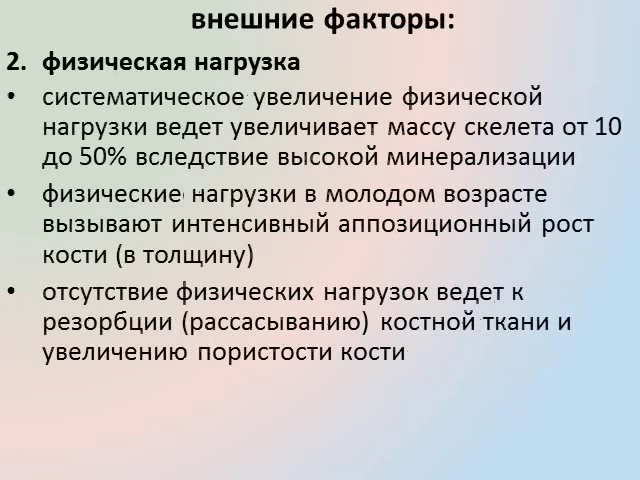 внешние факторы:
2. физическая нагрузка
• систематическое увеличение физической
нагрузки ведет увеличивает массу скелета от 10
до 50% вследствие высокой минерализации
• физические нагрузки в молодом возрасте
вызывают интенсивный аппозиционный рост
кости (в толщину)
• отсутствие физических нагрузок ведет к
резорбции (рассасыванию) костной ткани и
увеличению пористости кости